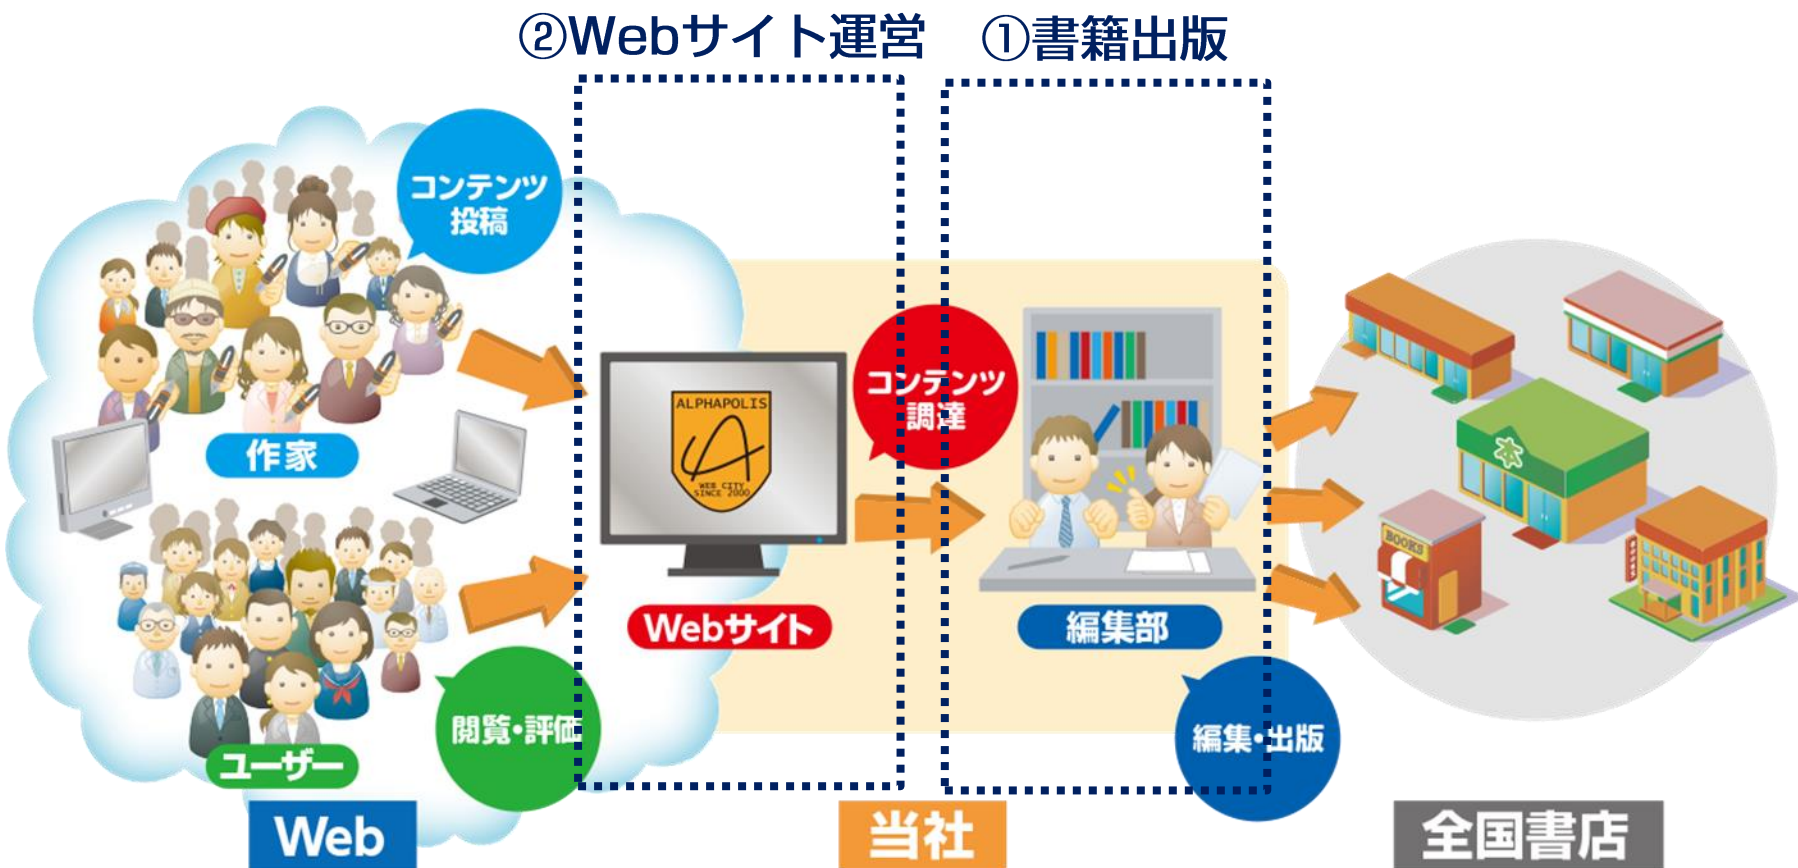 ②Webサイト運営
①書籍出版
コンテンツ
投稿
作家
ALPHAPOLIS
WEB CITY
SINCE 2000
Webサイト
コンテンツ
調達
編集部
本
BOOKS
BOOKS
閲覧・評価
ユーザー
編集・出版
Web
当社
全国書店